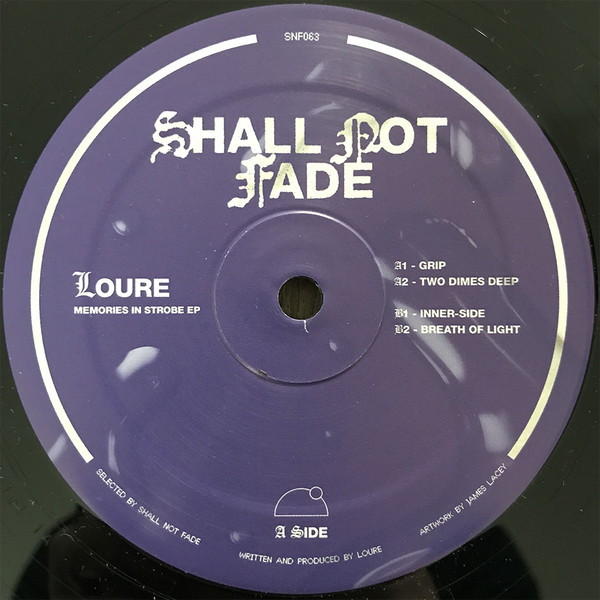 SNF063
SHALL NOT
FADE
LOURE
MEMORIES IN STROBE EP
A1 - GRIP
A2 - TWO DIMES DEEP
B1 - INNER-SIDE
B2 - BREATH OF LIGHT
A SIDE
SELECTED BY SHALL NOT FADE
WRITTEN AND PRODUCED BY LOURE
ARTWORK BY JAMES LACEY